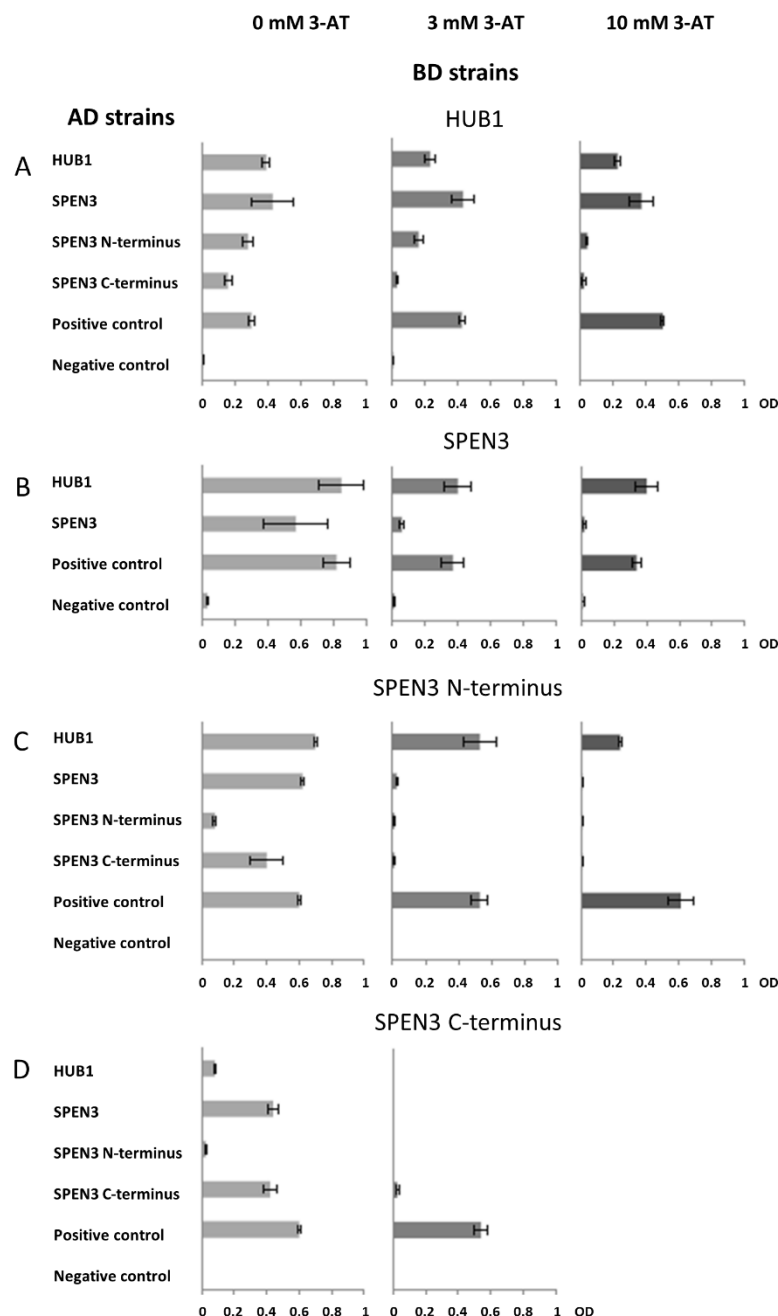 0 mM 3-AT 3 mM 3-AT 10 mM 3-AT
BD strains
AD strains
HUB1
A
HUB1
SPEN3
SPEN3 N-terminus
SPEN3 C-terminus
Positive control
Negative control
0 0.2 0.4 0.6 0.8 1 0 0.2 0.4 0.6 0.8 1 0 0.2 0.4 0.6 0.8 1 OD
SPEN3
B
HUB1
SPEN3
Positive control
Negative control
0 0.2 0.4 0.6 0.8 1 0 0.2 0.4 0.6 0.8 1 0 0.2 0.4 0.6 0.8 1 OD
SPEN3 N-terminus
C
HUB1
SPEN3
SPEN3 N-terminus
SPEN3 C-terminus
Positive control
Negative control
0 0.2 0.4 0.6 0.8 1 0 0.2 0.4 0.6 0.8 1 0 0.2 0.4 0.6 0.8 1 OD
SPEN3 C-terminus
D
HUB1
SPEN3
SPEN3 N-terminus
SPEN3 C-terminus
Positive control
Negative control
0 0.2 0.4 0.6 0.8 1 0 0.2 0.4 0.6 0.8 1 OD